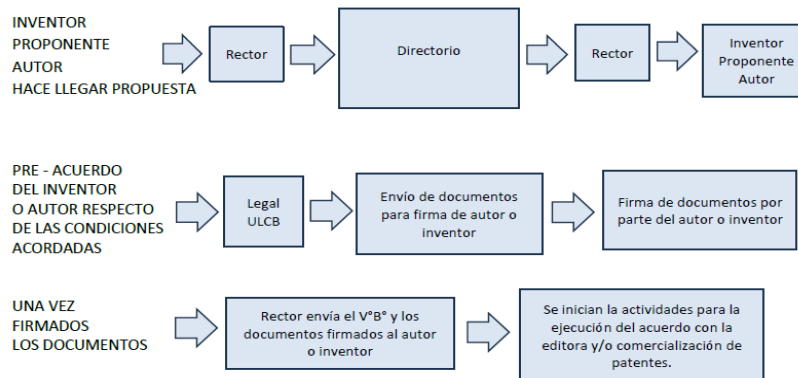 INVENTOR
PROPONENTE
AUTOR
HACE LLEGAR PROPUESTA
Rector
Directorio
Rector
Inventor
Proponente
Autor
PRE - ACUERDO
DEL INVENTOR
O AUTOR RESPECTO
DE LAS CONDICIONES
ACORDADAS
Legal
ULCB
Envío de documentos
para firma de autor o
inventor
Firma de documentos por
parte del autor o inventor
UNA VEZ
FIRMADOS
LOS DOCUMENTOS
Rector envía el V°B° y los
documentos firmados al autor
o inventor
Se inician la actividades para la
ejecución del acuerdo con la
editora y/o comercialización de
patentes.